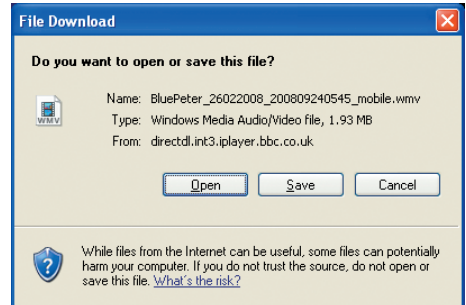 File Download
Do you want to open or save this file?
WMV
Name: BluePeter_26022008_200809240545_mobile.wmv
Type: Windows Media Audio/Video file, 1.93 MB
From: directdl.int3.iplayer.bbc.co.uk
Open Save Cancel
While files from the Internet can be useful, some files can potentially
harm your computer. If you do not trust the source, do not open or
save this file. What's the risk?